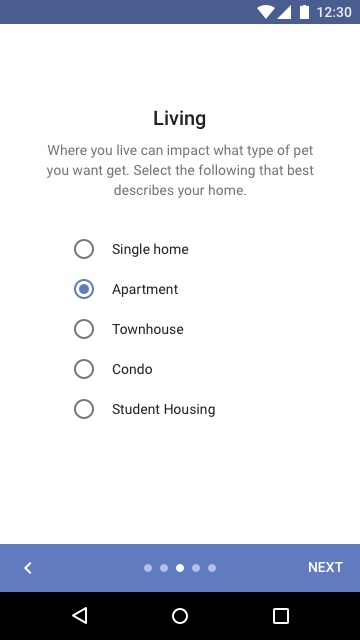 12:30
Living
Where you live can impact what type of pet
you want get. Select the following that best
describes your home.
Single home
Apartment
Townhouse
Condo
Student Housing
NEXT